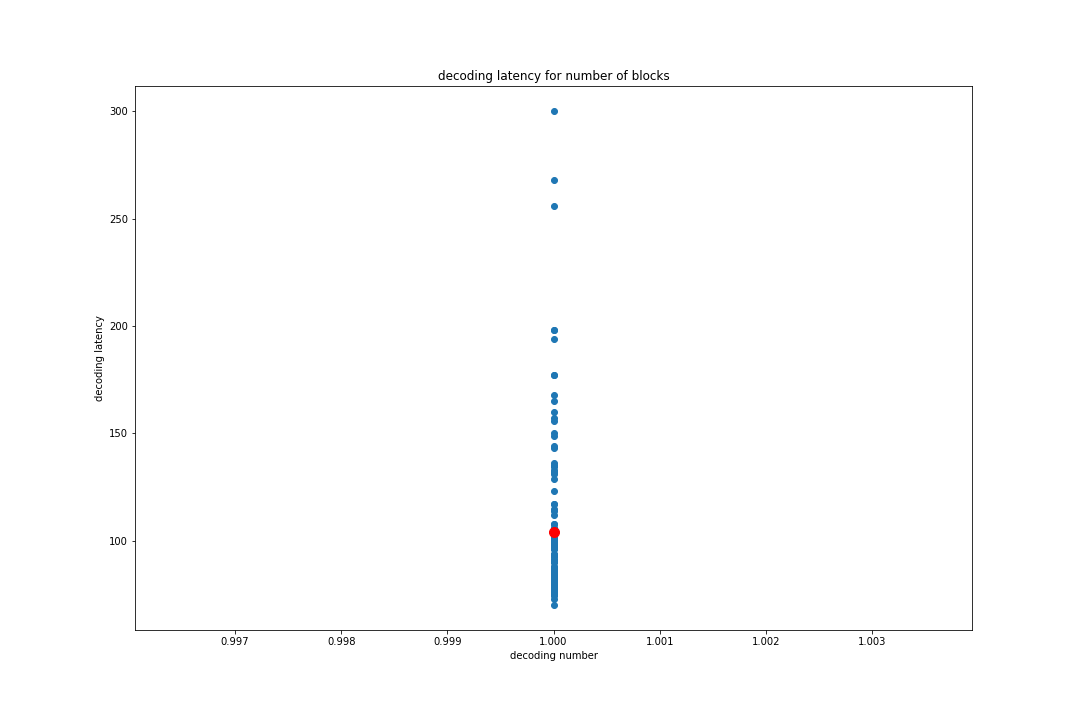 decoding latency for number of blocks
300
250
200
150
100
decoding latency
0.997 0.998 0.999 1.000 1.001 1.002 1.003
decoding number